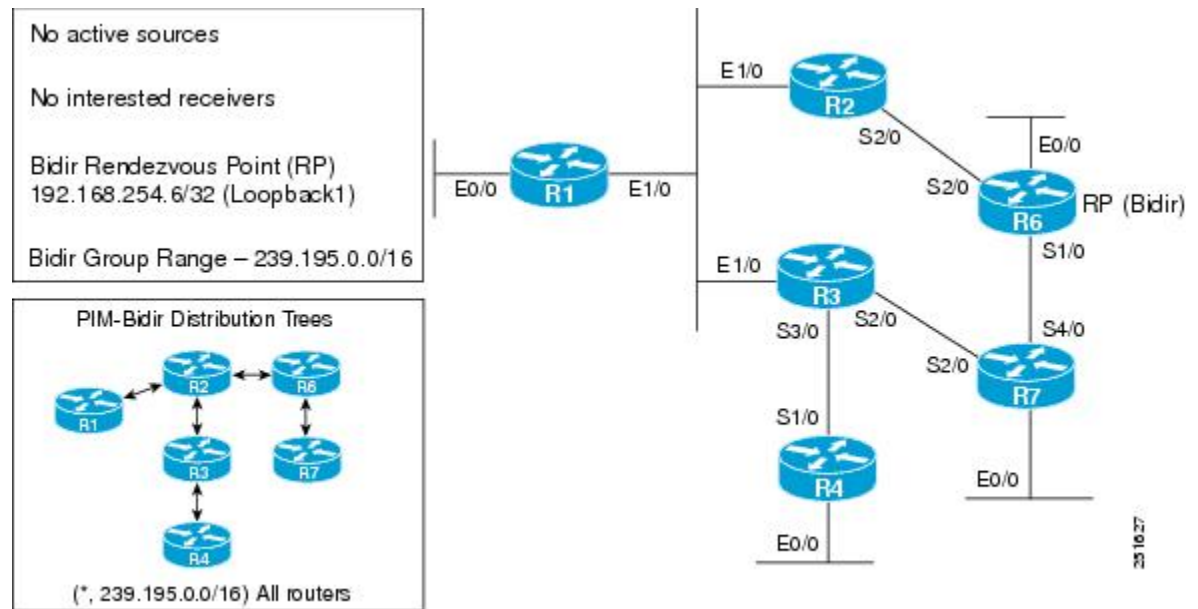 No active sources
No interested receivers
Bidir Rendezvous Point (RP)
192.168.254.6/32 (Loopback1)
Bidir Group Range – 239.195.0.0/16
PIM-Bidir Distribution Trees
R1
R2
R6
R3
R7
R4
(*, 239.195.0.0/16) All routers
E0/0
R1
E1/0
E1/0
R2
S2/0
E0/0
S2/0
R6
RP (Bidir)
S1/0
E1/0
R3
S3/0
S2/0
S4/0
S2/0
R7
S1/0
R4
E0/0
E0/0
251627